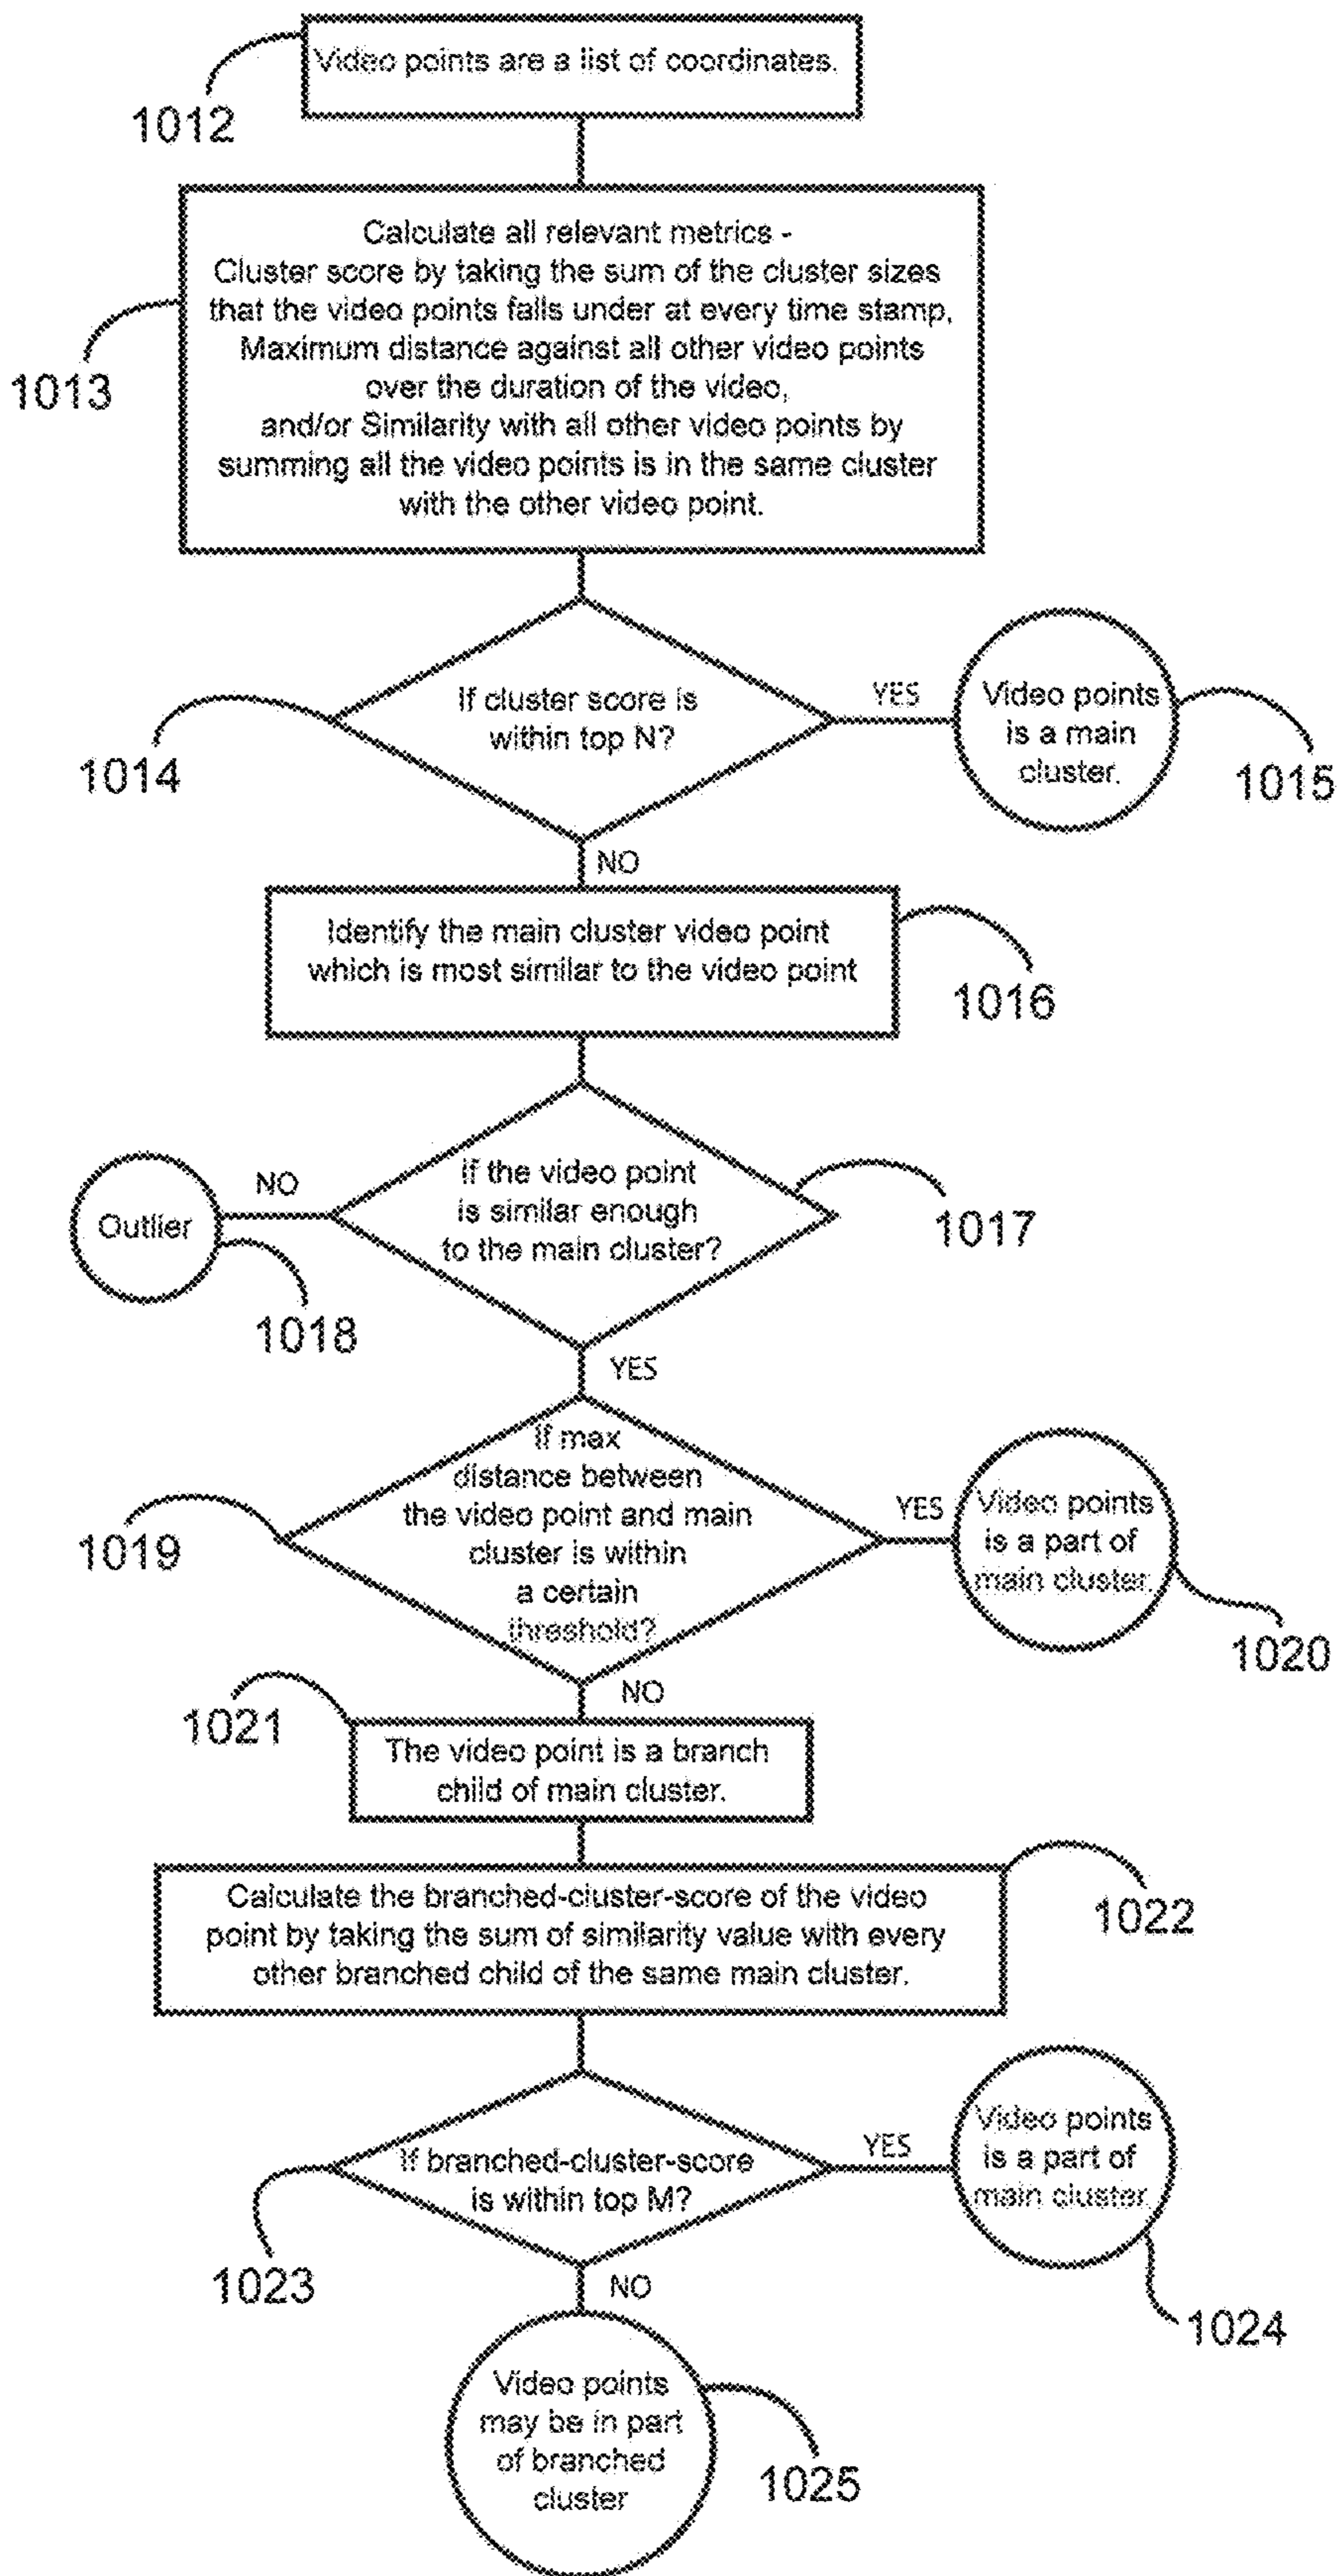 Video points are a list of coordinates.
1012
Calculate all relevant metrics -
Cluster score by taking the sum of the cluster sizes
that the video points falls under at every time stamp,
Maximum distance against all other video points
over the duration of the video,
and/or Similarity with all other video points by
summing all the video points is in the same cluster
with the other video point.
1013
If cluster score is
within top N?
1014
YES
Video points
is a main
cluster.
1015
NO
Identify the main cluster video point
which is most similar to the video point
1016
If the video point
is similar enough
to the main cluster?
1017
NO
Outlier
1018
YES
If max
distance between
the video point and main
cluster is within
a certain
threshold?
1019
YES
Video points
is a part of
main cluster.
1020
NO
1021
The video point is a branch
child of main cluster.
Calculate the branched-cluster-score of the video
point by taking the sum of similarity value with every
other branched child of the same main cluster.
1022
If branched-cluster-score
is within top M?
1023
YES
Video points
is a part of
main cluster.
1024
NO
Video points
may be in part
of branched
cluster
1025